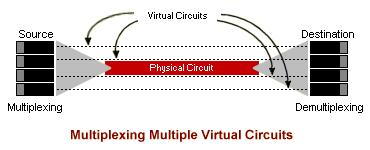 Virtual Circuits
Source
Destination
Physical Circuit
Multiplexing
Demultiplexing
Multiplexing Multiple Virtual Circuits